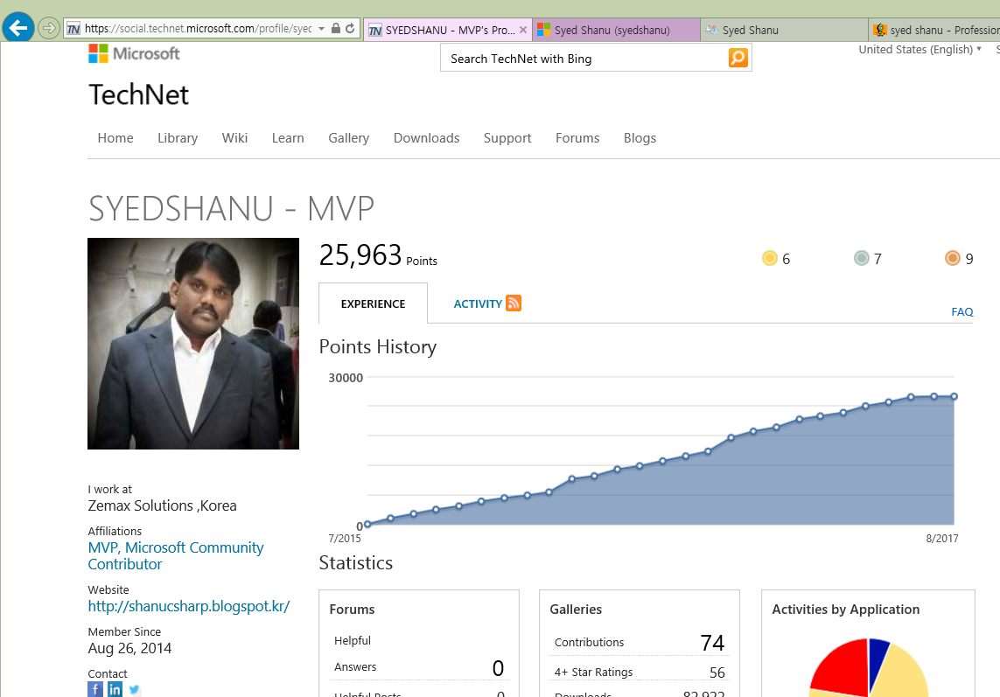 https://social.technet.microsoft.com/profile/syec
SYEDSHANU - MVP's Pro...
Syed Shanu (syedshanu)
Syed Shanu
syed shanu - Profession
Microsoft
Search TechNet with Bing
United States (English)
TechNet
Home Library Wiki Learn Gallery Downloads Support Forums Blogs
SYEDSHANU - MVP
25,963 Points
6 7 9
EXPERIENCE ACTIVITY
FAQ
Points History
30000
0
7/2015 8/2017
I work at
Zemax Solutions ,Korea
Affiliations
MVP, Microsoft Community
Contributor
Website
http://shanucsharp.blogspot.kr/
Member Since
Aug 26, 2014
Contact
Statistics
Forums
Helpful
Answers 0
Helpful Posts 0
Galleries
Contributions 74
4+ Star Ratings 56
Downloads 82,922
Activities by Application